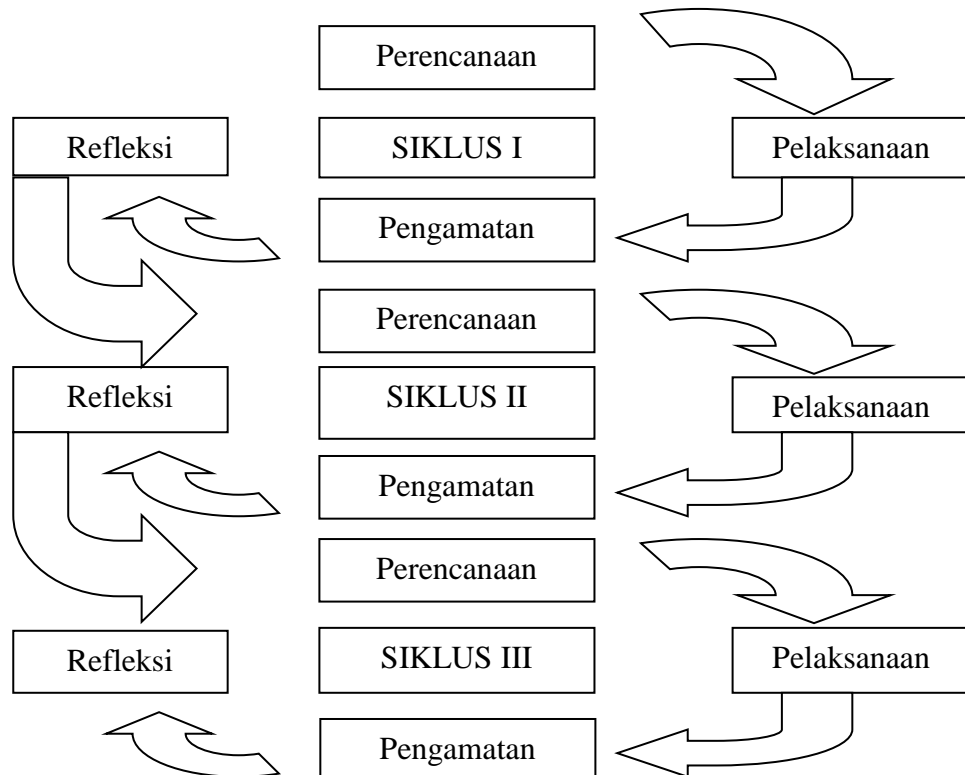 Perencanaan
Refleksi
SIKLUS I
Pelaksanaan
Pengamatan
Perencanaan
Refleksi
SIKLUS II
Pelaksanaan
Pengamatan
Perencanaan
Refleksi
SIKLUS III
Pelaksanaan
Pengamatan